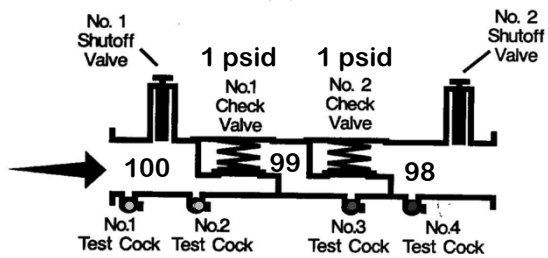 No. 1
Shutoff
Valve
1 psid
No.1
Check
Valve
1 psid
No. 2
Check
Valve
No. 2
Shutoff
Valve
100
99
98
No.1
Test Cock
No.2
Test Cock
No.3
Test Cock
No.4
Test Cock